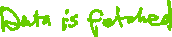 Data is fetched